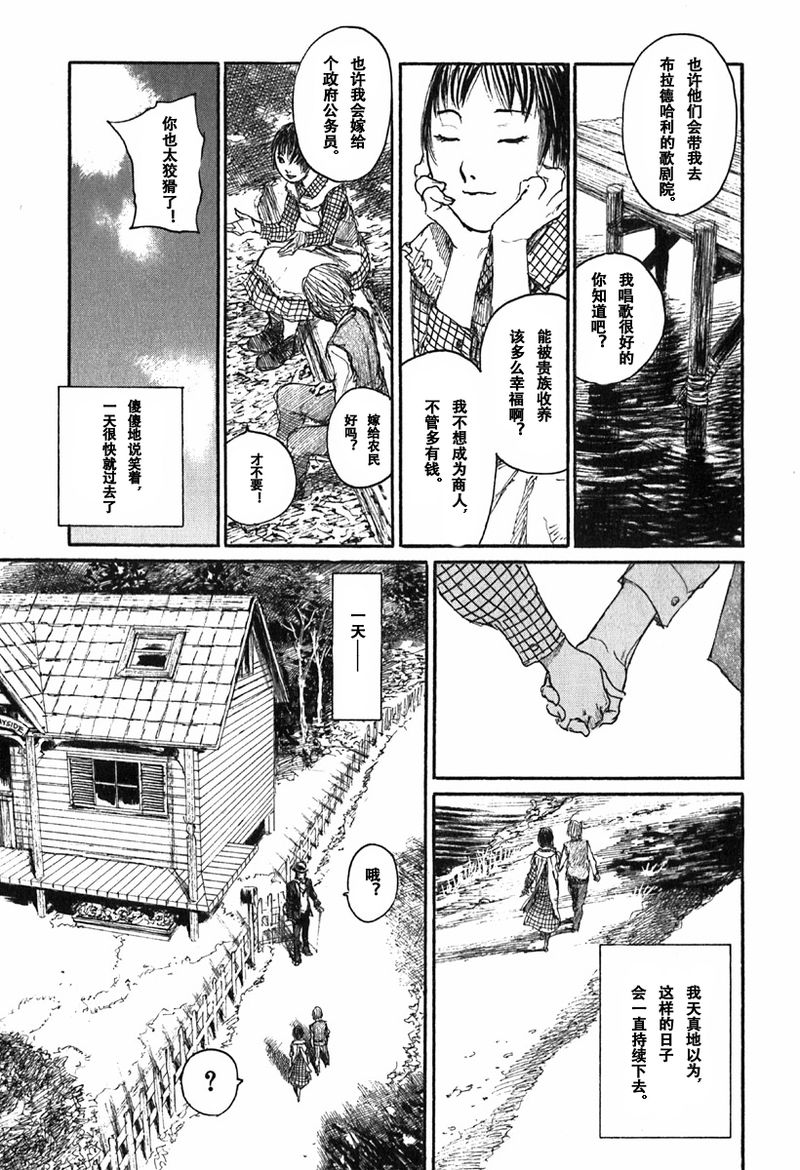 也许他们会带我去
布拉德哈利的歌剧院。
我唱歌很好的
你知道吧？
能被贵族收养
该多么幸福啊？
我不想成为商人，
不管多有钱。
也许我会嫁给
个政府公务员。
嫁给农民
好吗？
才不要！
你也太狡猾了！
傻傻地说笑着，
一天很快就过去了
我天真地以为，
这样的日子
会一直持续下去。
一天——
YSIDE
哦？
？